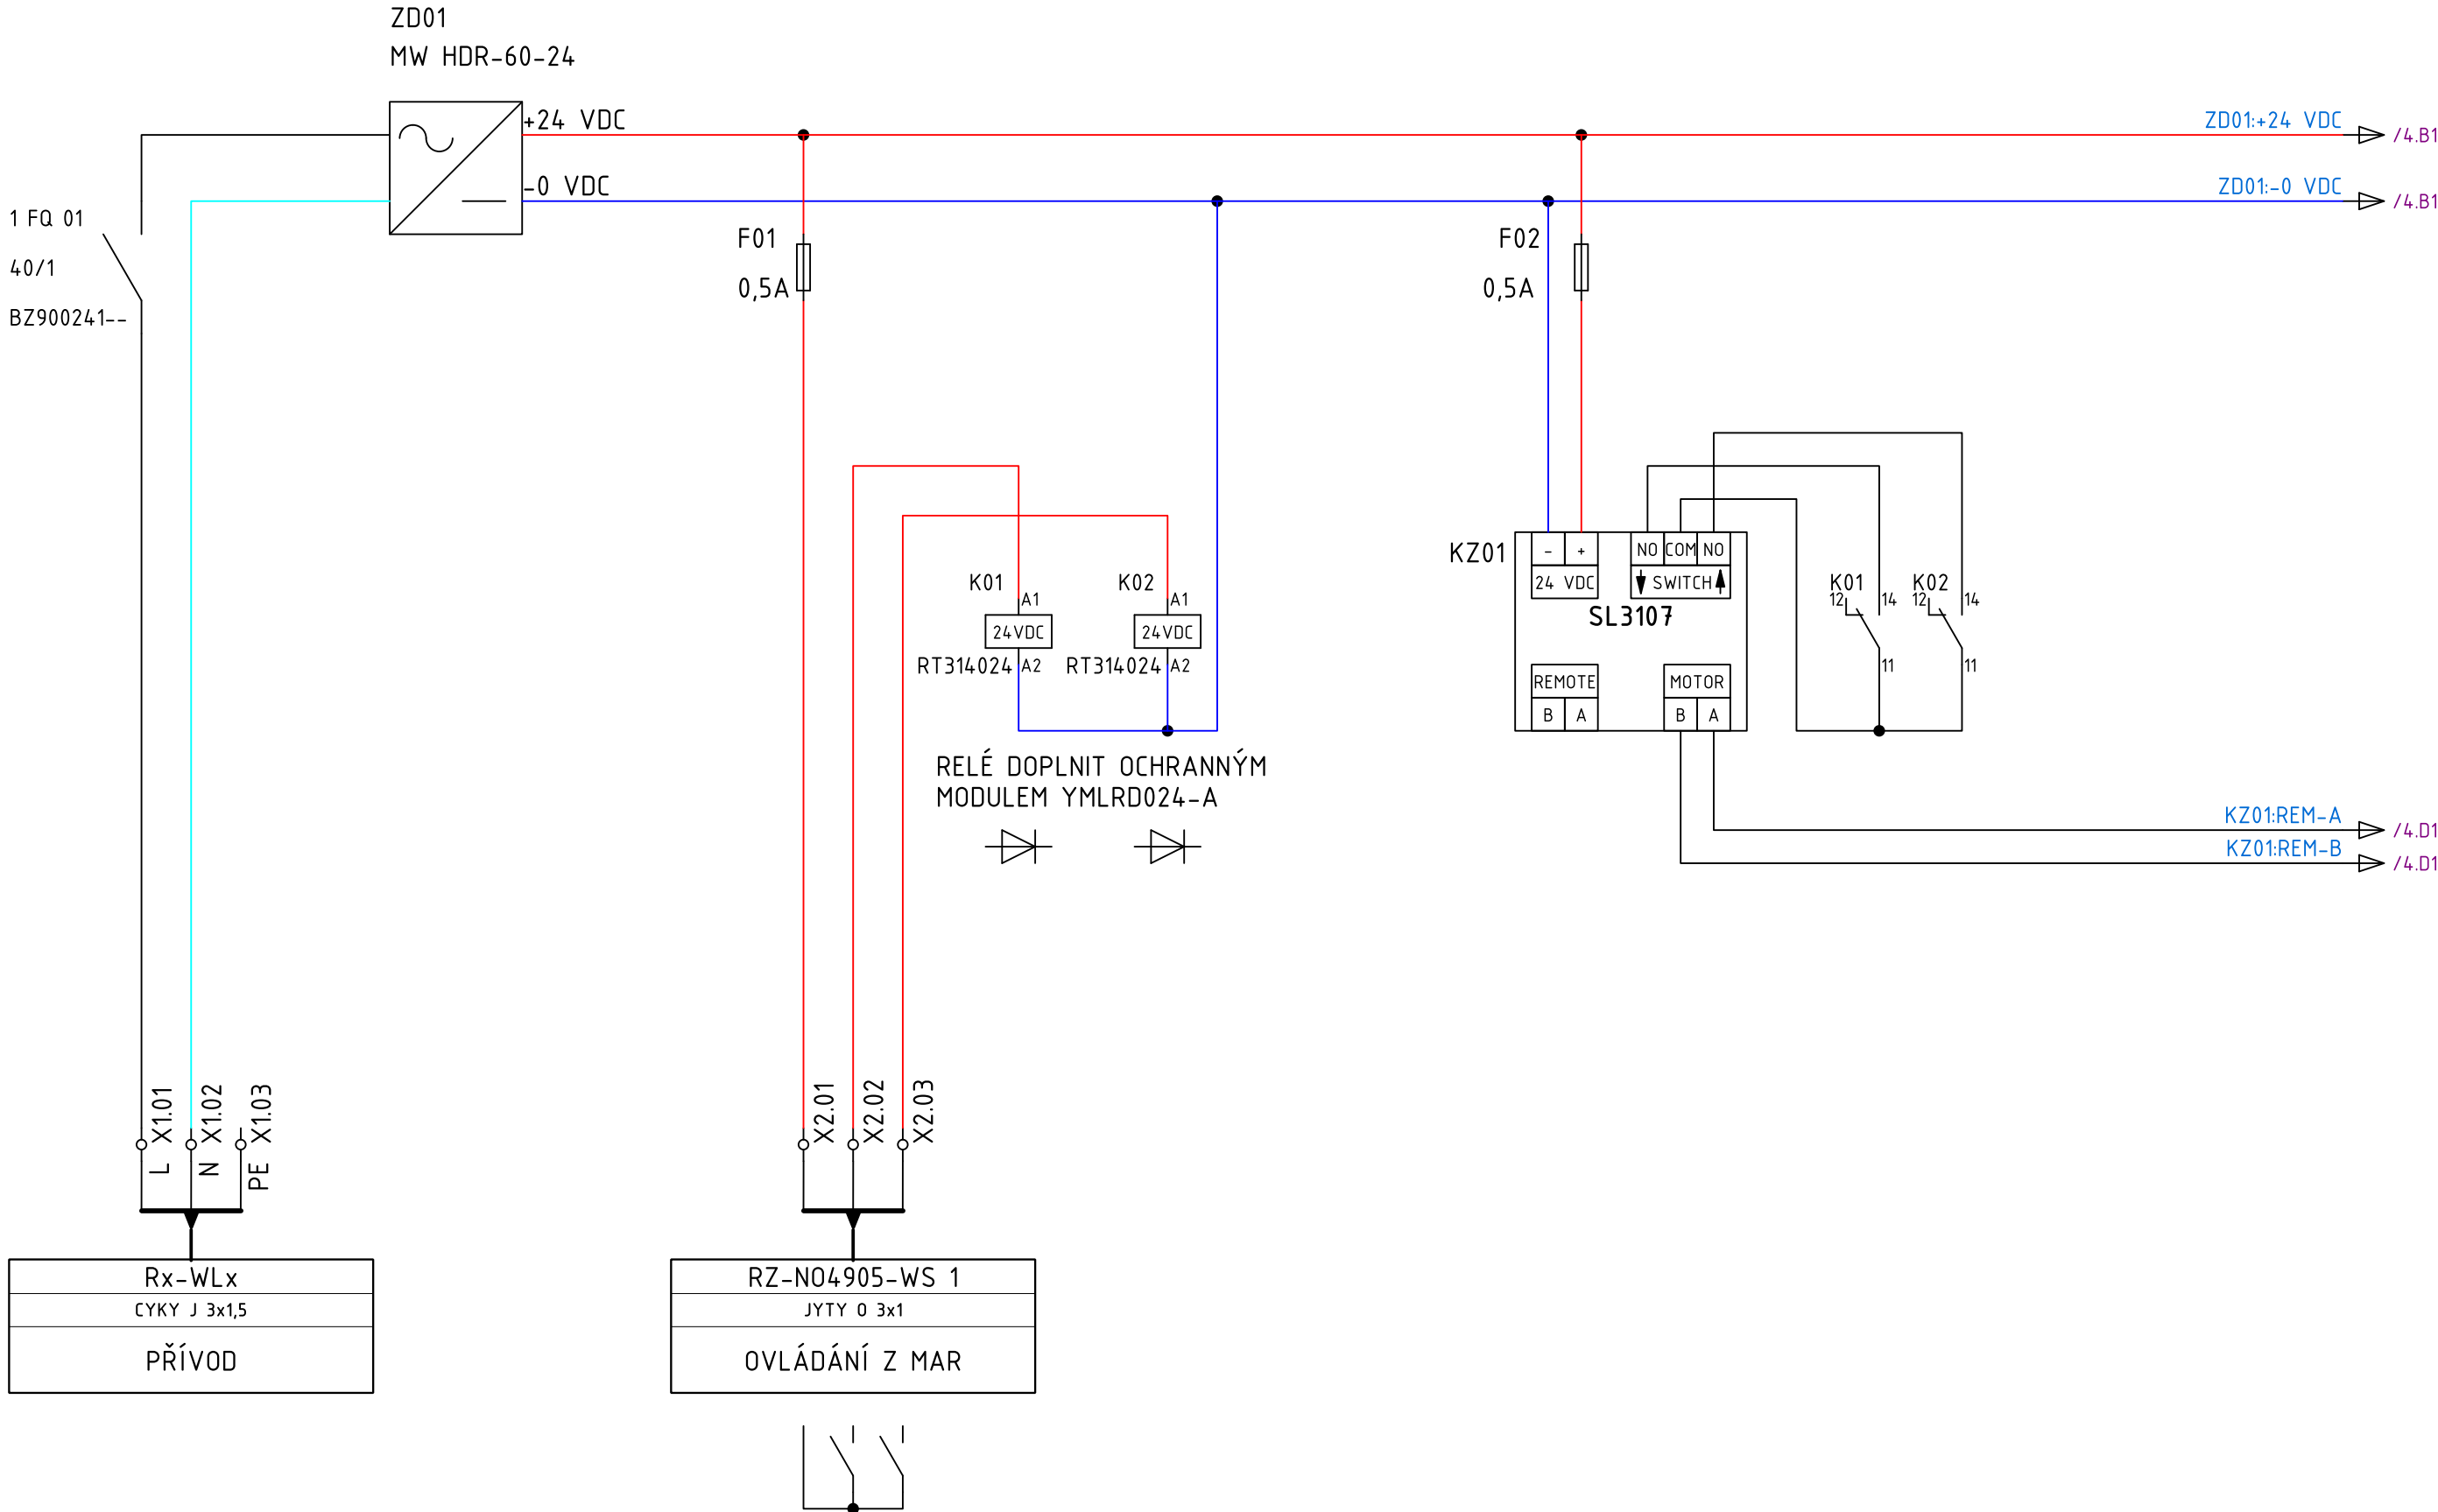 ZD01
MW HDR-60-24
+24 VDC
-0 VDC
ZD01:+24 VDC
/4.B1
ZD01:-0 VDC
/4.B1
1 FQ 01
40/1
BZ900241--
F01
0,5A
F02
0,5A
KZ01
- +
24 VDC
NO COM NO
SWITCH
SL3107
REMOTE
B A
MOTOR
B A
K01
A1
24VDC
RT314024
A2
K02
A1
24VDC
RT314024
A2
K01
12
14
11
K02
12
14
11
RELÉ DOPLNIT OCHRANNÝM
MODULEM YMLRD024-A
KZ01:REM-A
/4.D1
KZ01:REM-B
/4.D1
X1.01
X1.02
X1.03
L
N
PE
X2.01
X2.02
X2.03
Rx-WLx
CYKY J 3x1,5
PŘÍVOD
RZ-NO4905-WS 1
JYTY O 3x1
OVLÁDÁNÍ Z MAR